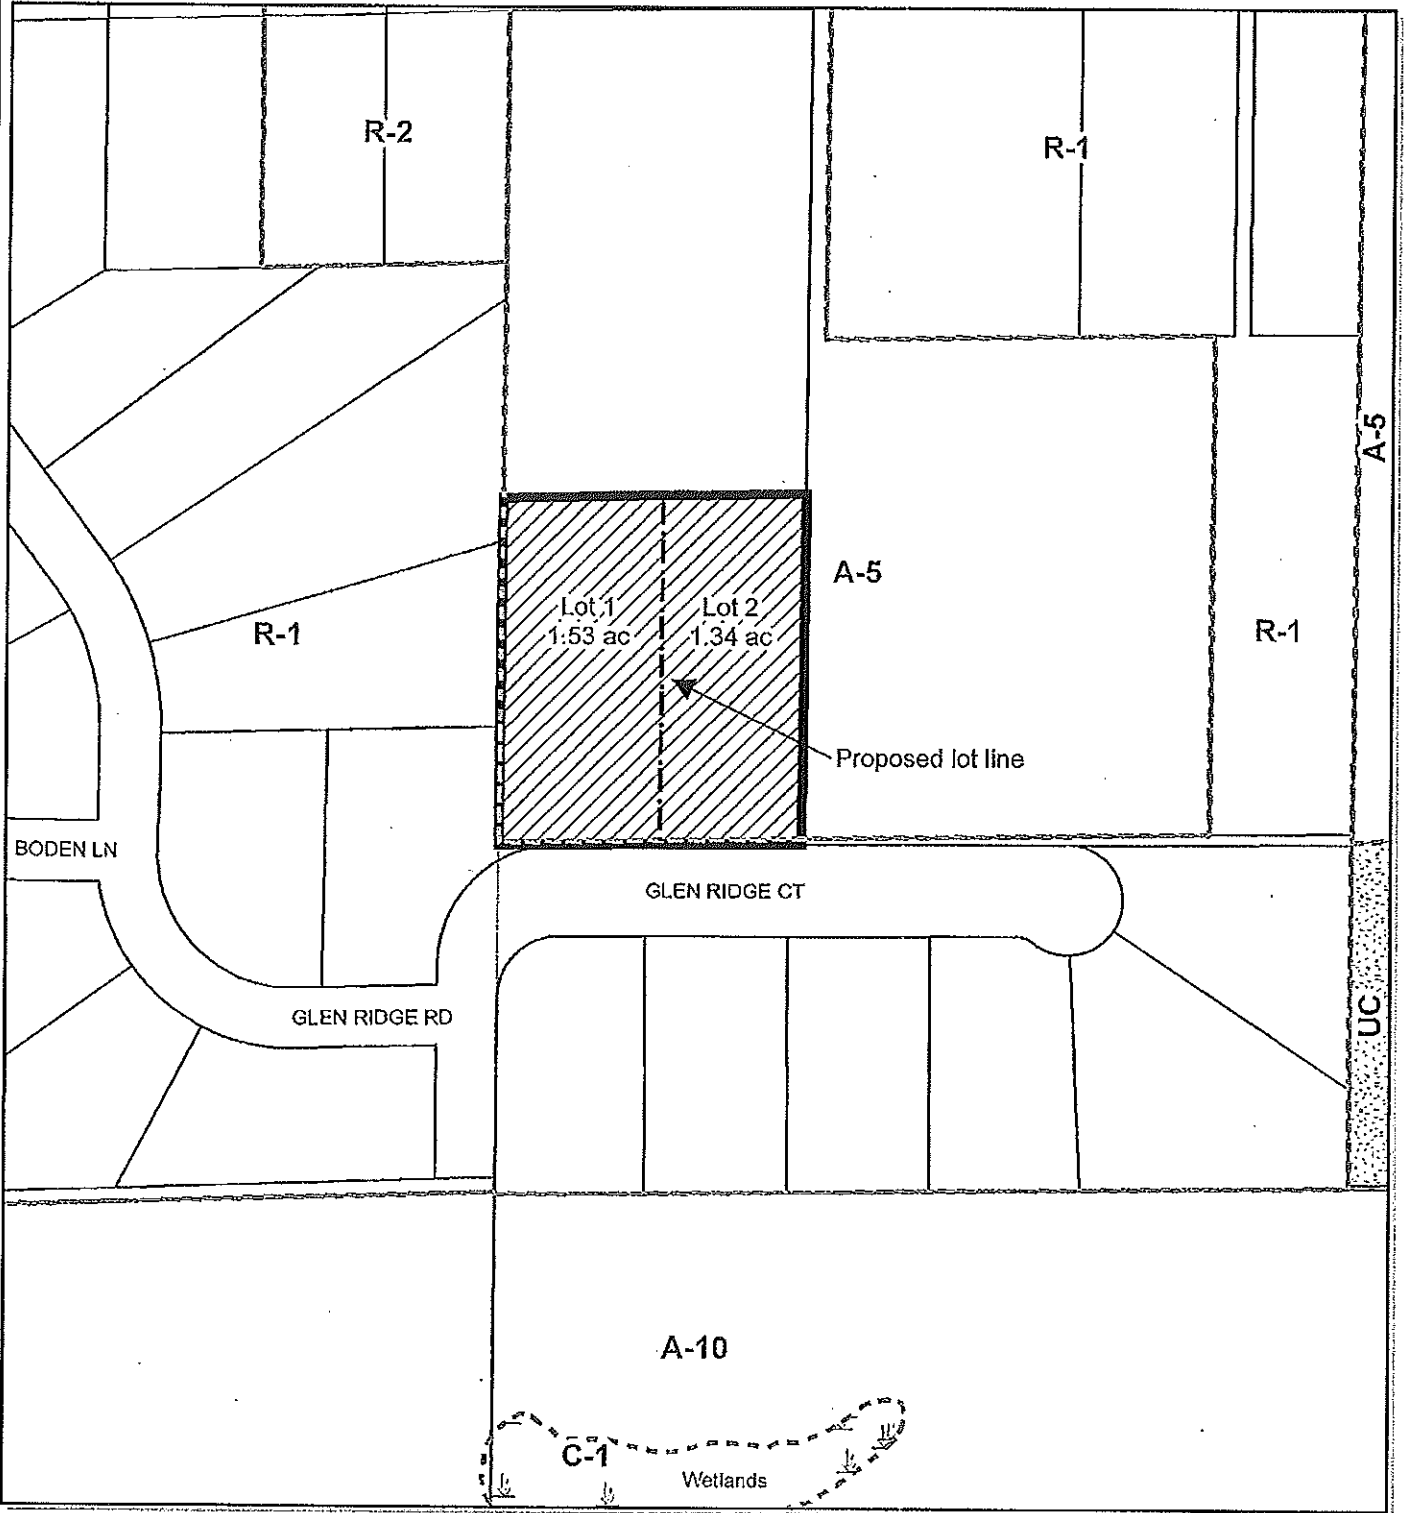 R-2
R-1
A-5
A-5
Lot 1
1.53 ac
Lot 2
1.34 ac
R-1
R-1
Proposed lot line
BODEN LN
GLEN RIDGE CT
GLEN RIDGE RD
UC
A-10
C-1
Wetlands